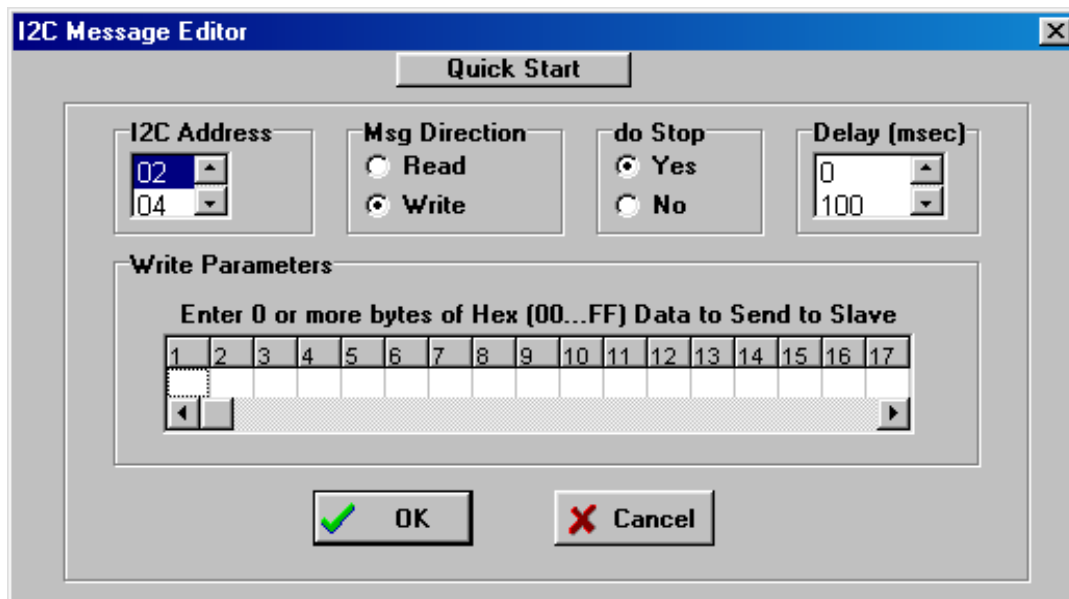 I2C Message Editor
Quick Start
I2C Address Msg Direction do Stop Delay (msec)
02 Read Yes 0
04 Write No 100
Write Parameters
Enter 0 or more bytes of Hex (00...FF) Data to Send to Slave
1 2 3 4 5 6 7 8 9 10 11 12 13 14 15 16 17
OK Cancel